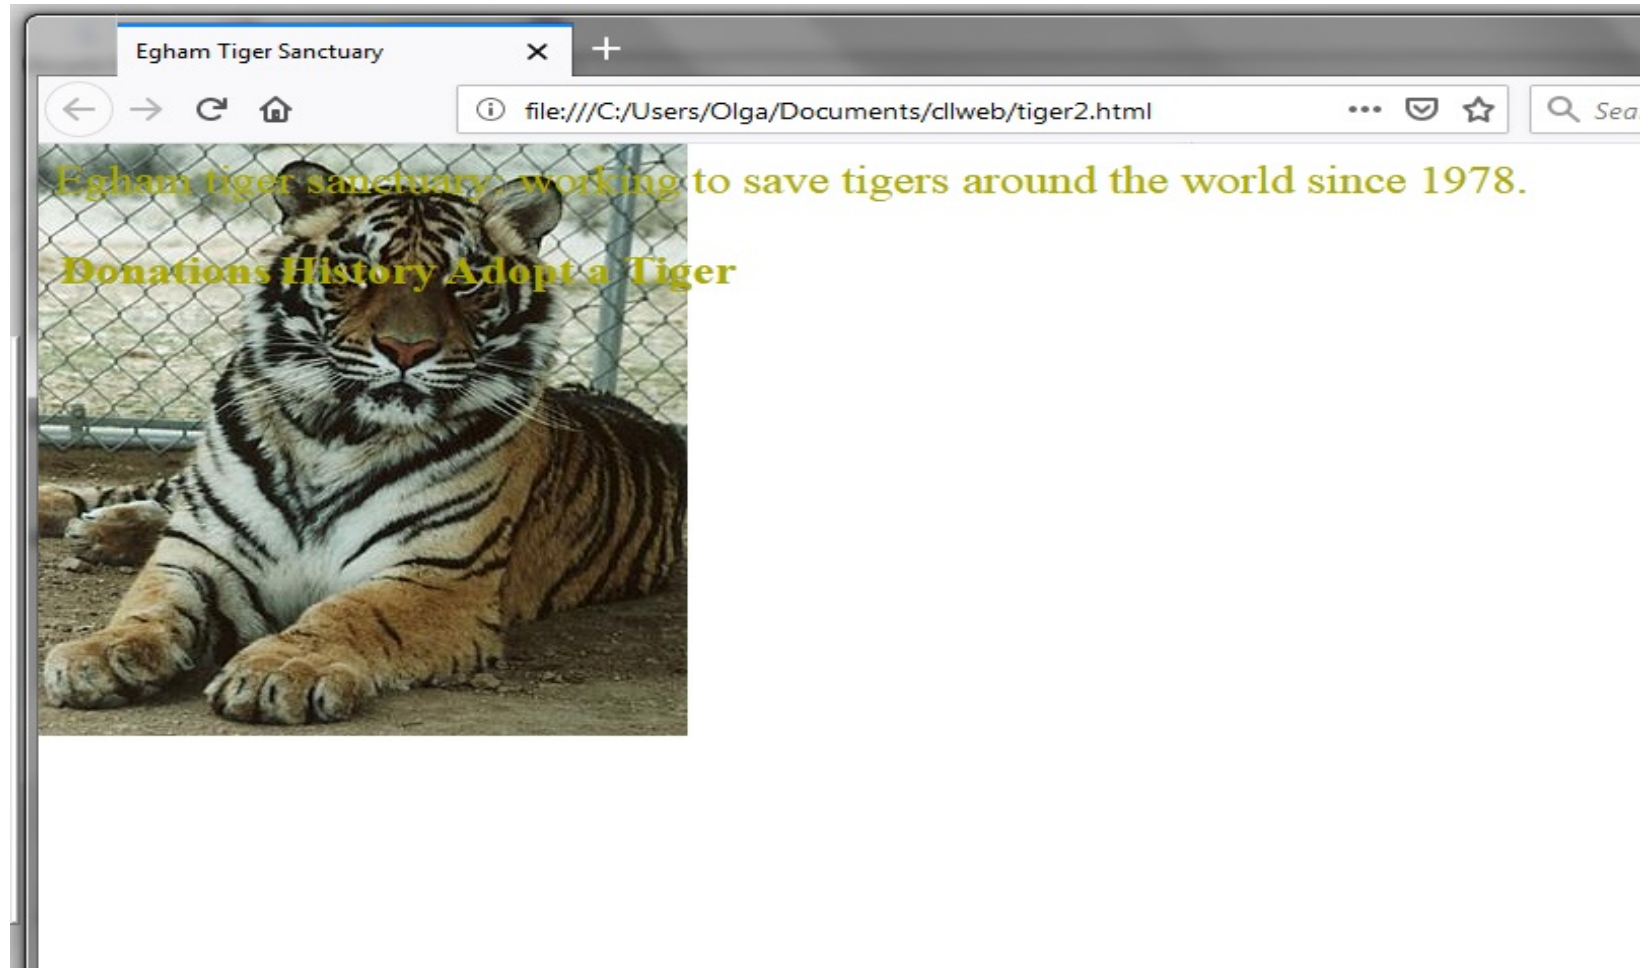 Egham Tiger Sanctuary
file:///C:/Users/Olga/Documents/cllweb/tiger2.html
Sea
Egham tiger sanctuary, working to save tigers around the world since 1978.
Donations History Adopt a Tiger